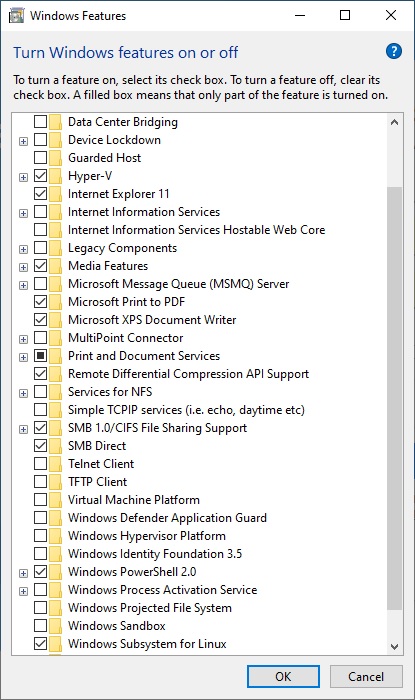 Windows Features
Turn Windows features on or off
To turn a feature on, select its check box. To turn a feature off, clear its
check box. A filled box means that only part of the feature is turned on.
Data Center Bridging
Device Lockdown
Guarded Host
Hyper-V
Internet Explorer 11
Internet Information Services
Internet Information Services Hostable Web Core
Legacy Components
Media Features
Microsoft Message Queue (MSMQ) Server
Microsoft Print to PDF
Microsoft XPS Document Writer
MultiPoint Connector
Print and Document Services
Remote Differential Compression API Support
Services for NFS
Simple TCPIP services (i.e. echo, daytime etc)
SMB 1.0/CIFS File Sharing Support
SMB Direct
Telnet Client
TFTP Client
Virtual Machine Platform
Windows Defender Application Guard
Windows Hypervisor Platform
Windows Identity Foundation 3.5
Windows PowerShell 2.0
Windows Process Activation Service
Windows Projected File System
Windows Sandbox
Windows Subsystem for Linux
OK
Cancel